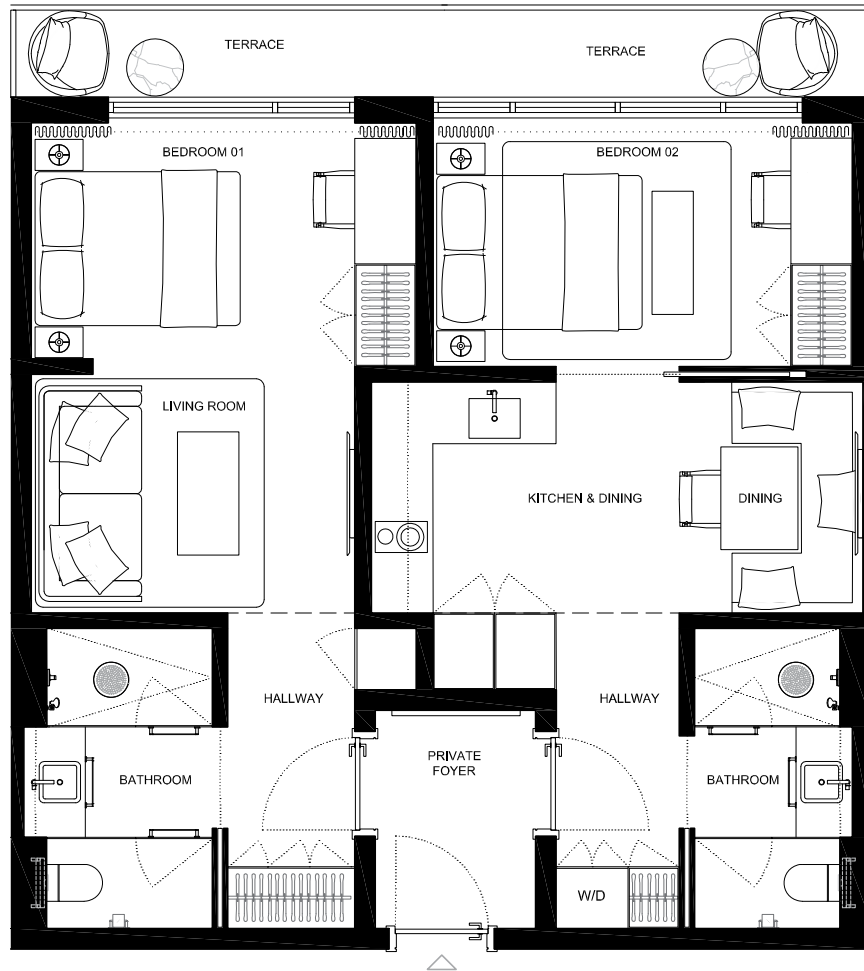 TERRACE
TERRACE
BEDROOM 01
BEDROOM 02
LIVING ROOM
KITCHEN & DINING
DINING
HALLWAY
HALLWAY
PRIVATE
FOYER
BATHROOM
BATHROOM
W/D